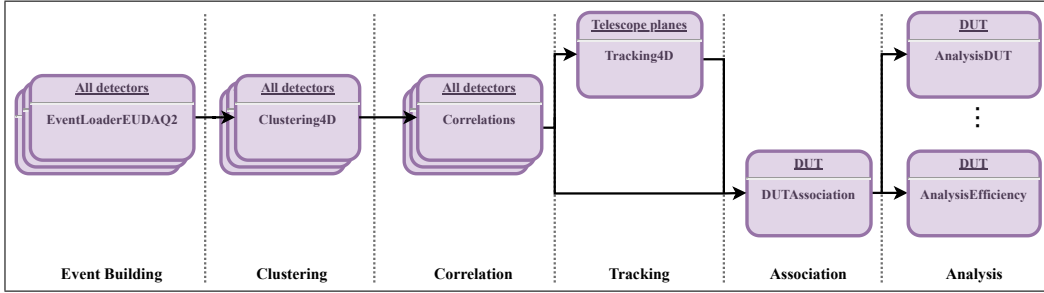 All detectors
EventLoaderEUDAQ2
All detectors
Clustering4D
All detectors
Correlations
Telescope planes
Tracking4D
DUT
DUTAssociation
DUT
AnalysisDUT
⋮
DUT
AnalysisEfficiency
Event Building
Clustering
Correlation
Tracking
Association
Analysis